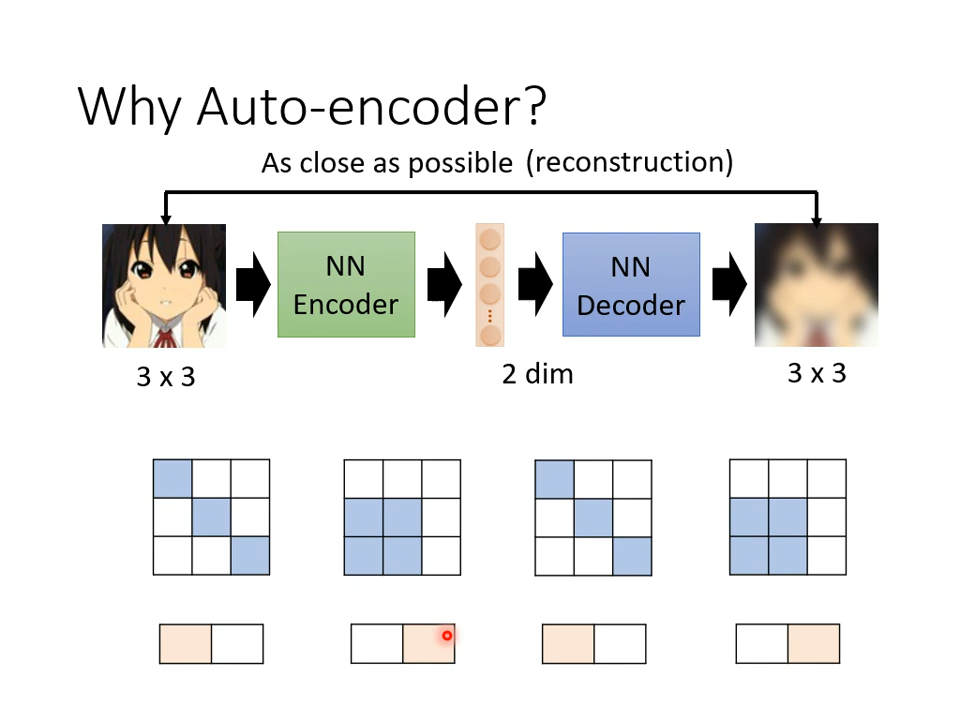 Why Auto-encoder?
As close as possible (reconstruction)
NN
Encoder
NN
Decoder
3 x 3
2 dim
3 x 3